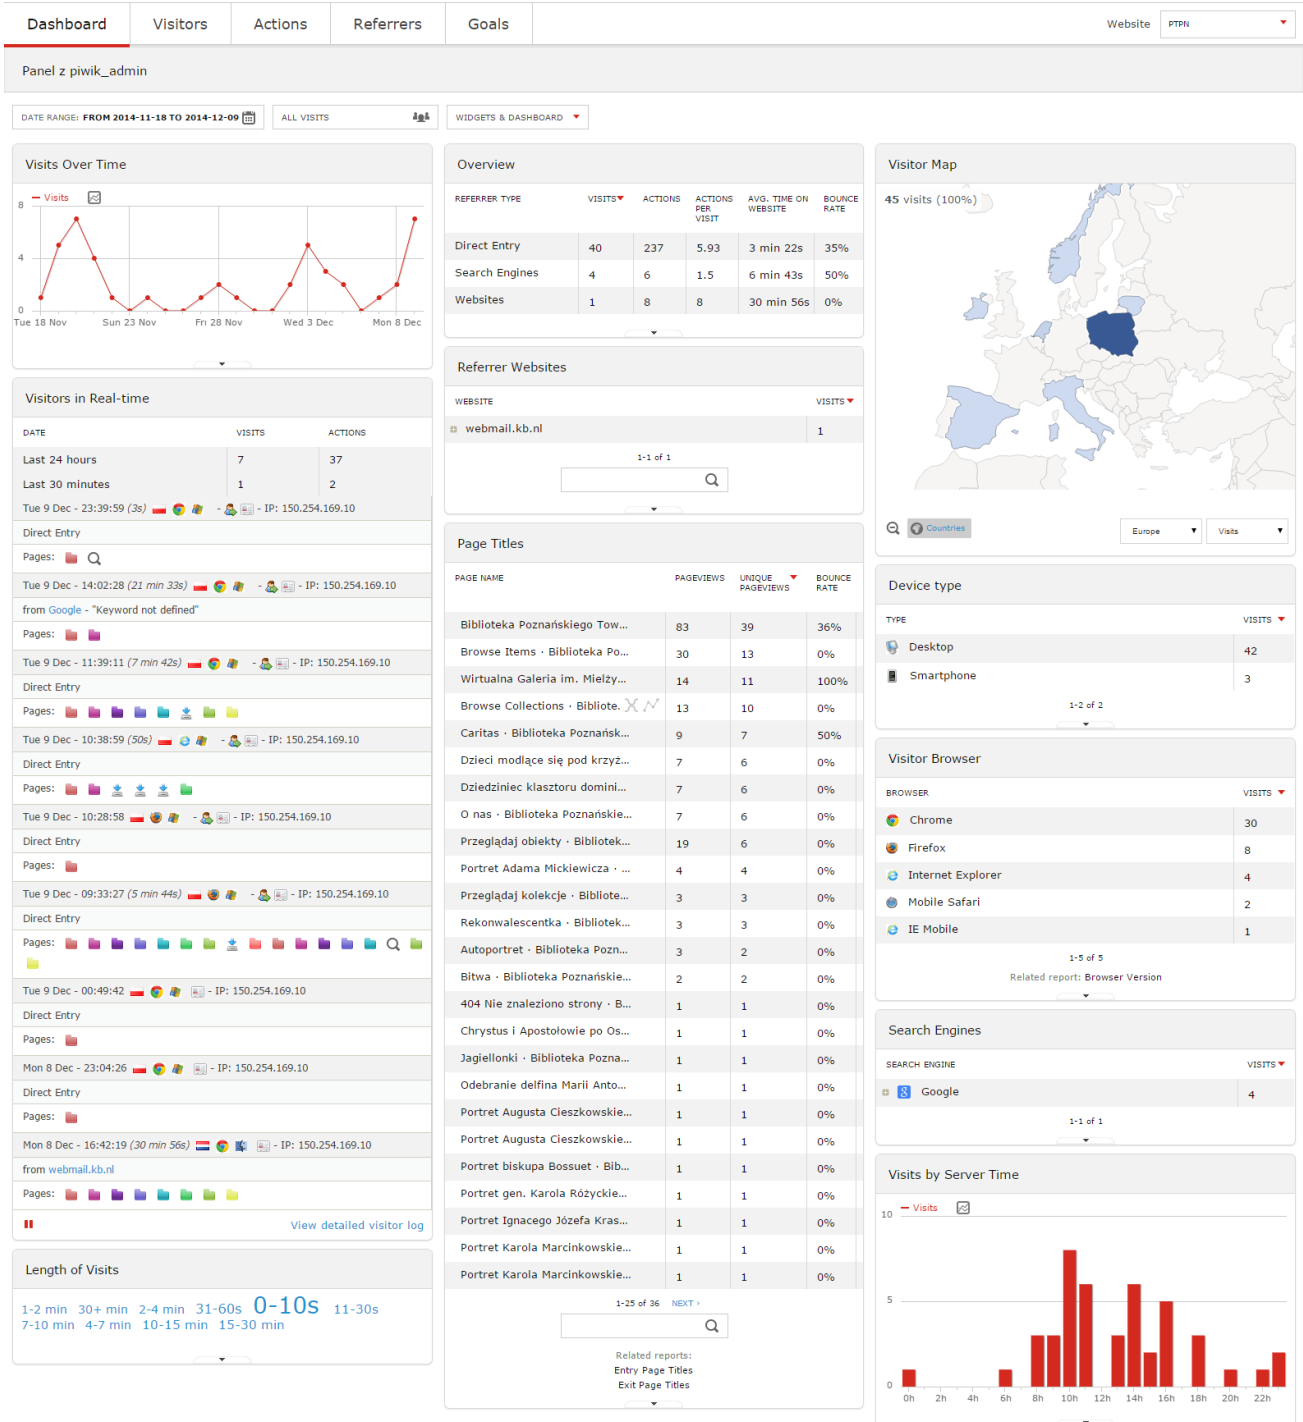 Dashboard Visitors Actions Referrers Goals Website PTPN
Panel z piwik_admin
DATE RANGE: FROM 2014-11-18 TO 2014-12-09 ALL VISITS WIDGETS & DASHBOARD
Visits Over Time
Visits
8
4
0
Tue 18 Nov Sun 23 Nov Fri 28 Nov Wed 3 Dec Mon 8 Dec
Visitors in Real-time
DATE VISITS ACTIONS
Last 24 hours 7 37
Last 30 minutes 1 2
Tue 9 Dec - 23:39:59 (3s) - - IP: 150.254.169.10
Direct Entry
Pages:
Tue 9 Dec - 14:02:28 (21 min 33s) - - IP: 150.254.169.10
from Google - "Keyword not defined"
Pages:
Tue 9 Dec - 11:39:11 (7 min 42s) - - IP: 150.254.169.10
Direct Entry
Pages:
Tue 9 Dec - 10:38:59 (50s) - - IP: 150.254.169.10
Direct Entry
Pages:
Tue 9 Dec - 10:28:58 - - IP: 150.254.169.10
Direct Entry
Pages:
Tue 9 Dec - 09:33:27 (5 min 44s) - - IP: 150.254.169.10
Direct Entry
Pages:
Tue 9 Dec - 00:49:42 - IP: 150.254.169.10
Direct Entry
Pages:
Mon 8 Dec - 23:04:26 - IP: 150.254.169.10
Direct Entry
Pages:
Mon 8 Dec - 16:42:19 (30 min 56s) - IP: 150.254.169.10
from webmail.kb.nl
Pages:
View detailed visitor log
Length of Visits
1-2 min 30+ min 2-4 min 31-60s 0-10s 11-30s
7-10 min 4-7 min 10-15 min 15-30 min
Overview
REFERRER TYPE VISITS ACTIONS ACTIONS PER VISIT AVG. TIME ON WEBSITE BOUNCE RATE
Direct Entry 40 237 5.93 3 min 22s 35%
Search Engines 4 6 1.5 6 min 43s 50%
Websites 1 8 8 30 min 56s 0%
Referrer Websites
WEBSITE VISITS
webmail.kb.nl 1
1-1 of 1
Page Titles
PAGE NAME PAGEVIEWS UNIQUE PAGEVIEWS BOUNCE RATE
Biblioteka Poznańskiego Tow... 83 39 36%
Browse Items · Biblioteka Po... 30 13 0%
Wirtualna Galeria im. Mielży... 14 11 100%
Browse Collections · Bibliote. 13 10 0%
Caritas · Biblioteka Poznańsk... 9 7 50%
Dzieci modlące się pod krzyż... 7 6 0%
Dziedziniec klasztoru domini... 7 6 0%
O nas · Biblioteka Poznańskie... 7 6 0%
Przeglądaj obiekty · Bibliotek... 19 6 0%
Portret Adama Mickiewicza · ... 4 4 0%
Przeglądaj kolekcje · Bibliote... 3 3 0%
Rekonwalescentka · Bibliotek... 3 3 0%
Autoportret · Biblioteka Pozn... 3 2 0%
Bitwa · Biblioteka Poznańskie... 2 2 0%
404 Nie znaleziono strony · B... 1 1 0%
Chrystus i Apostołowie po Os... 1 1 0%
Jagiellonki · Biblioteka Pozna... 1 1 0%
Odebranie delfina Marii Anto... 1 1 0%
Portret Augusta Cieszkowskie... 1 1 0%
Portret Augusta Cieszkowskie... 1 1 0%
Portret biskupa Bossuet · Bib... 1 1 0%
Portret gen. Karola Różyckie... 1 1 0%
Portret Ignacego Józefa Kras... 1 1 0%
Portret Karola Marcinkowskie... 1 1 0%
Portret Karola Marcinkowskie... 1 1 0%
1-25 of 36 NEXT ›
Related reports:
Entry Page Titles
Exit Page Titles
Visitor Map
45 visits (100%)
Countries Europe Visits
Device type
TYPE VISITS
Desktop 42
Smartphone 3
1-2 of 2
Visitor Browser
BROWSER VISITS
Chrome 30
Firefox 8
Internet Explorer 4
Mobile Safari 2
IE Mobile 1
1-5 of 5
Related report: Browser Version
Search Engines
SEARCH ENGINE VISITS
Google 4
1-1 of 1
Visits by Server Time
Visits
10
5
0
0h 2h 4h 6h 8h 10h 12h 14h 16h 18h 20h 22h